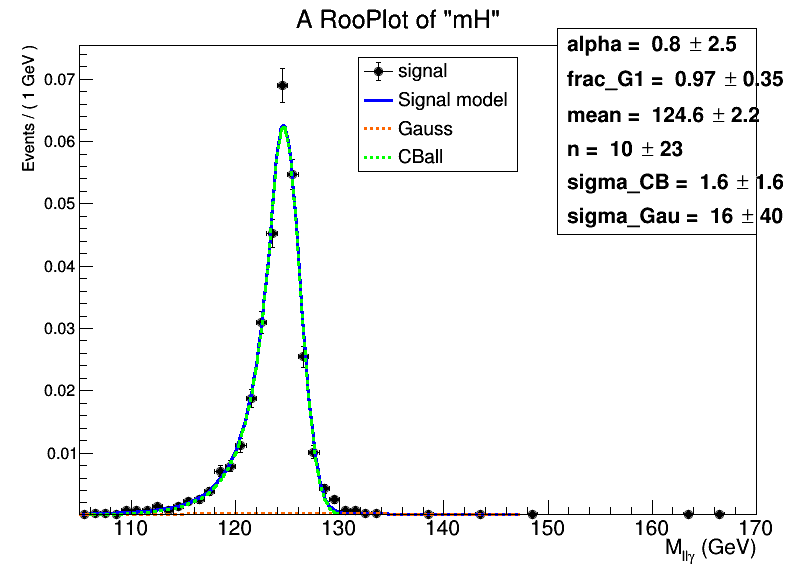 A RooPlot of "mH"
Events / ( 1 GeV )
0.07
0.06
0.05
0.04
0.03
0.02
0.01
signal
Signal model
Gauss
CBall
alpha = 0.8 ± 2.5
frac_G1 = 0.97 ± 0.35
mean = 124.6 ± 2.2
n = 10 ± 23
sigma_CB = 1.6 ± 1.6
sigma_Gau = 16 ± 40
110 120 130 140 150 160 170
M_{llγ} (GeV)